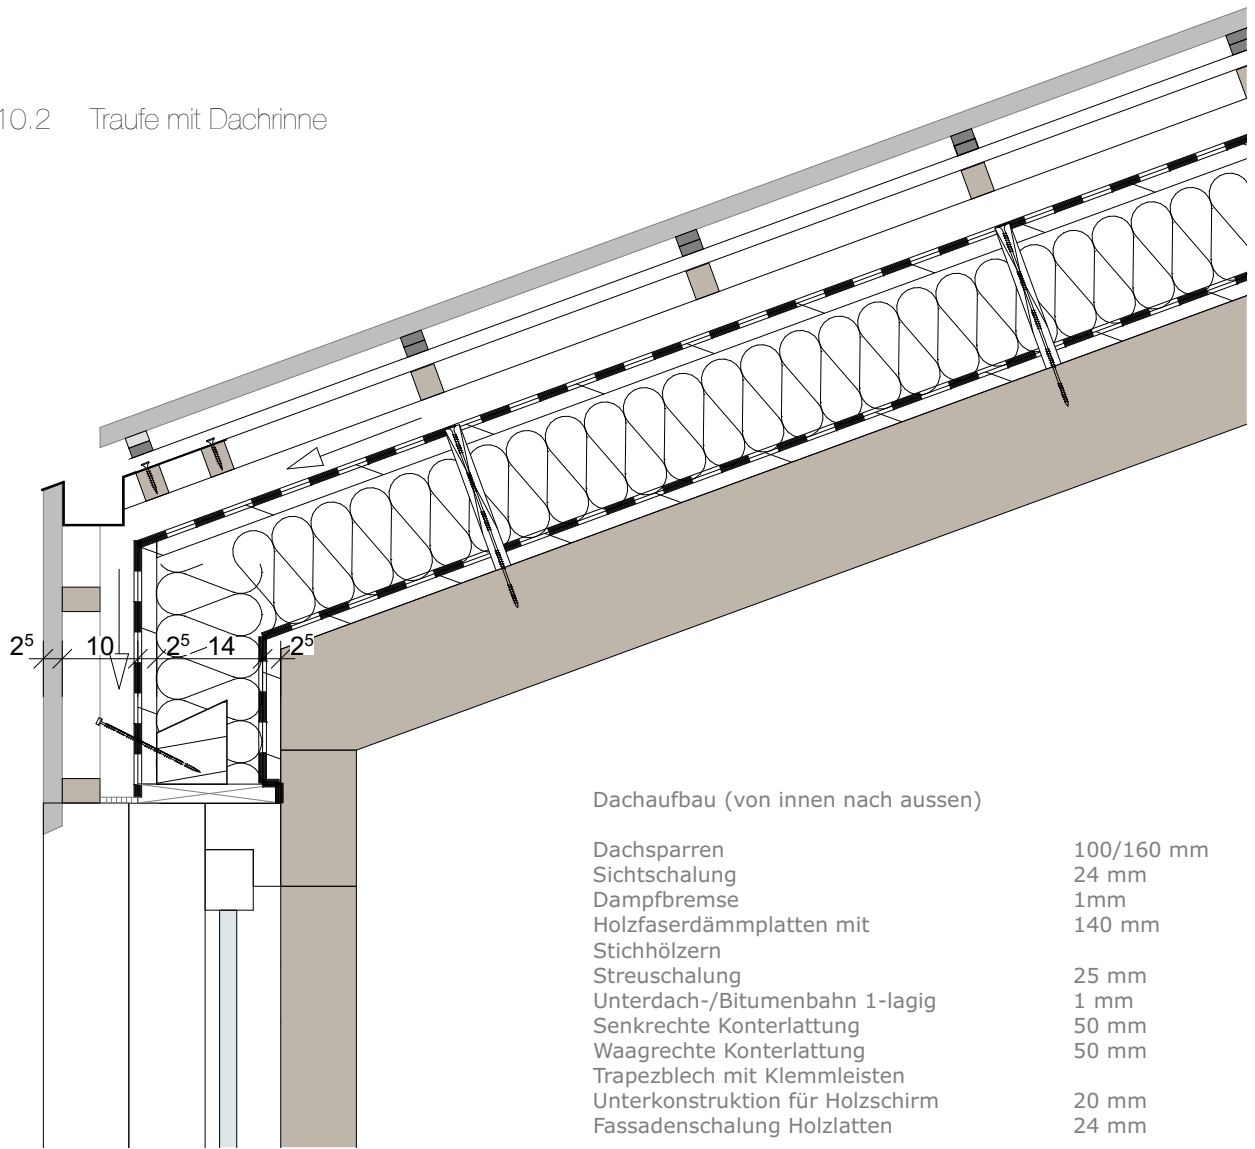 10.2 Traufe mit Dachrinne
2⁵ 10 2⁵ 14 2⁵
Dachaufbau (von innen nach aussen)
Dachsparren 100/160 mm
Sichtschalung 24 mm
Dampfbremse 1mm
Holzfaserdämmplatten mit 140 mm
Stichhölzern
Streuschalung 25 mm
Unterdach-/Bitumenbahn 1-lagig 1 mm
Senkrechte Konterlattung 50 mm
Waagrechte Konterlattung 50 mm
Trapezblech mit Klemmleisten
Unterkonstruktion für Holzschirm 20 mm
Fassadenschalung Holzlatten 24 mm